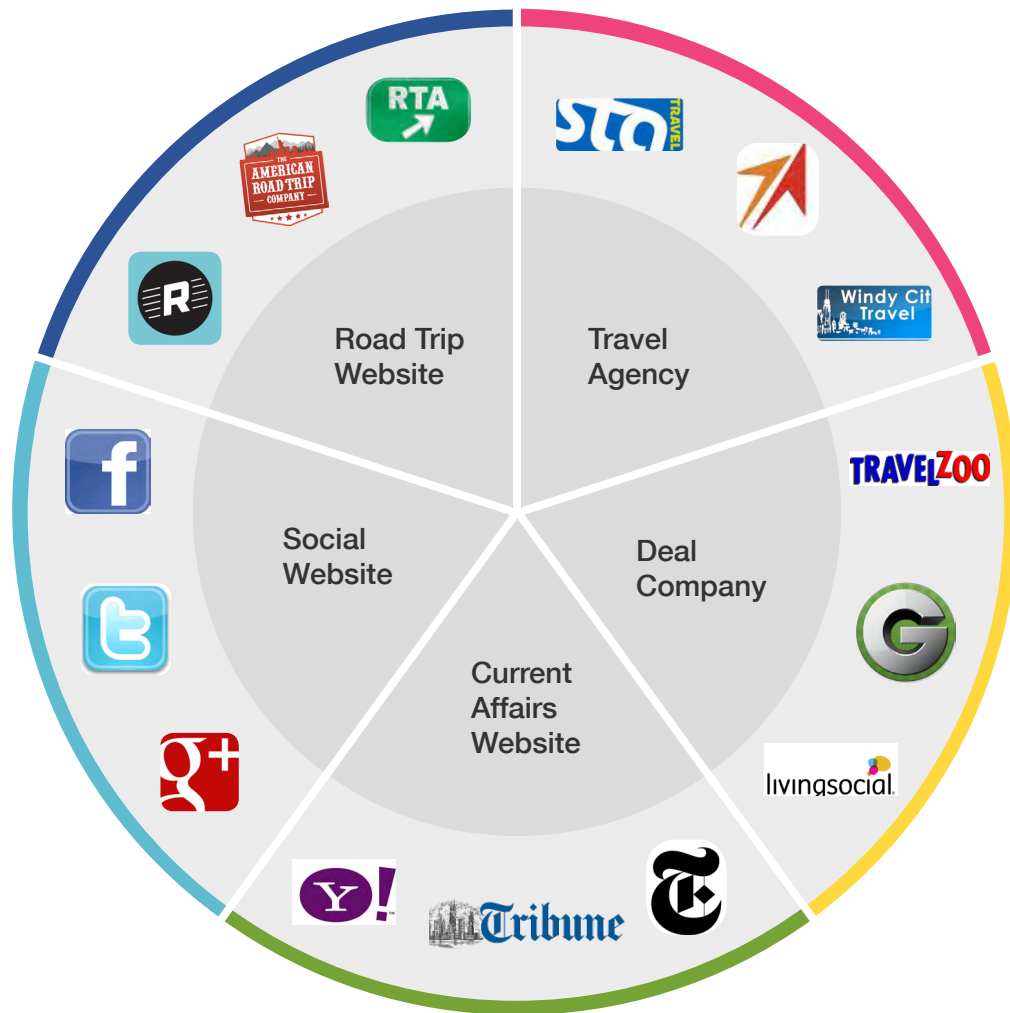 RTA
THE
AMERICAN
ROAD TRIP
COMPANY
R
Road Trip
Website
sta
TRAVEL
Windy Cit
Travel
Travel
Agency
f
t
g+
Social
Website
TRAVELZOO
G
livingsocial
Deal
Company
Current
Affairs
Website
Y!
Tribune
T